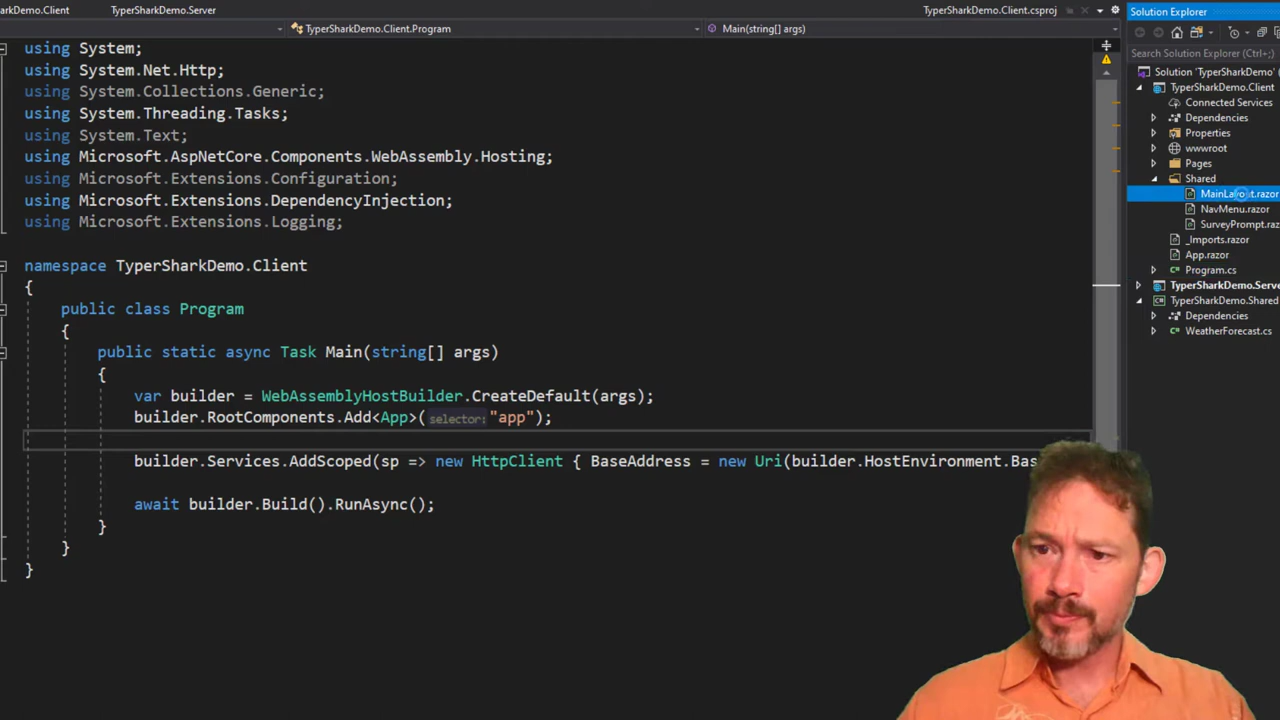 rSharkDemo.Client TyperSharkDemo.Server TyperSharkDemo.Client.csproj Solution Explorer
TyperSharkDemo.Client.Program Main(string[] args)
Search Solution Explorer (Ctrl+;)
using System;
using System.Net.Http;
using System.Collections.Generic;
using System.Threading.Tasks;
using System.Text;
using Microsoft.AspNetCore.Components.WebAssembly.Hosting;
using Microsoft.Extensions.Configuration;
using Microsoft.Extensions.DependencyInjection;
using Microsoft.Extensions.Logging;
namespace TyperSharkDemo.Client
{
public class Program
{
public static async Task Main(string[] args)
{
var builder = WebAssemblyHostBuilder.CreateDefault(args);
builder.RootComponents.Add<App>(selector: "app");
builder.Services.AddScoped(sp => new HttpClient { BaseAddress = new Uri(builder.HostEnvironment.Bas
await builder.Build().RunAsync();
}
}
}
Solution 'TyperSharkDemo' (
TyperSharkDemo.Client
Connected Services
Dependencies
Properties
wwwroot
Pages
Shared
MainLayout.razor
NavMenu.razor
SurveyPrompt.raz
_Imports.razor
App.razor
Program.cs
TyperSharkDemo.Serve
TyperSharkDemo.Shared
Dependencies
WeatherForecast.cs